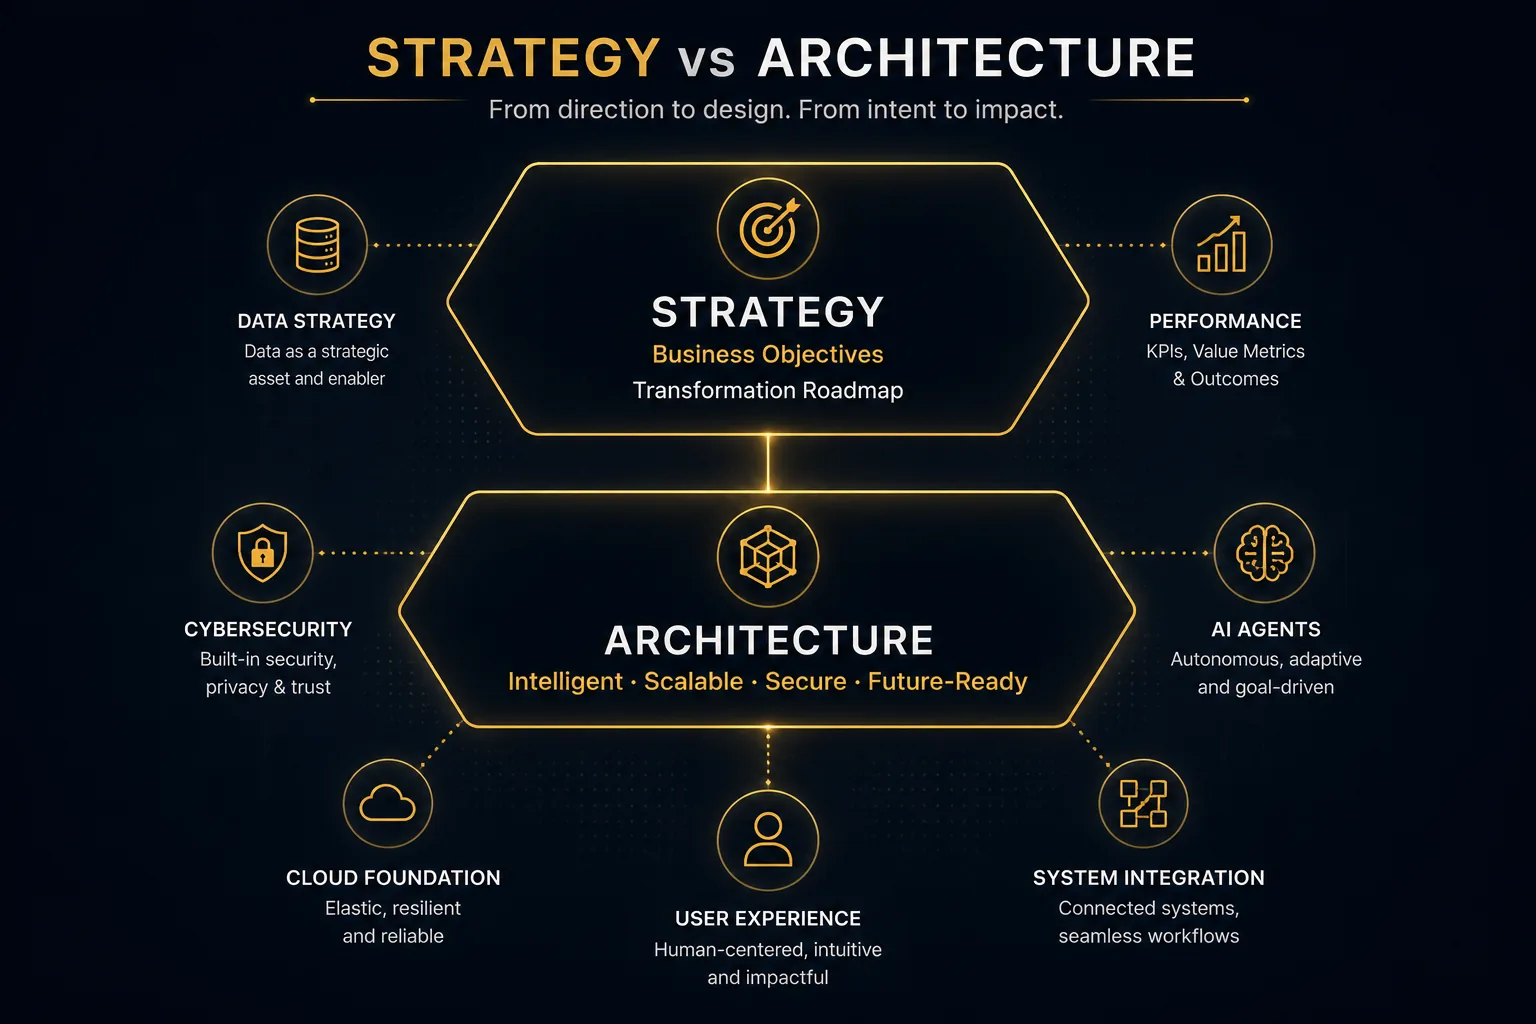 STRATEGY vs ARCHITECTURE
From direction to design. From intent to impact.
STRATEGY
Business Objectives
Transformation Roadmap
DATA STRATEGY
Data as a strategic
asset and enabler
PERFORMANCE
KPIs, Value Metrics
& Outcomes
ARCHITECTURE
Intelligent · Scalable · Secure · Future-Ready
CYBERSECURITY
Built-in security,
privacy & trust
AI AGENTS
Autonomous, adaptive
and goal-driven
CLOUD FOUNDATION
Elastic, resilient
and reliable
USER EXPERIENCE
Human-centered, intuitive
and impactful
SYSTEM INTEGRATION
Connected systems,
seamless workflows